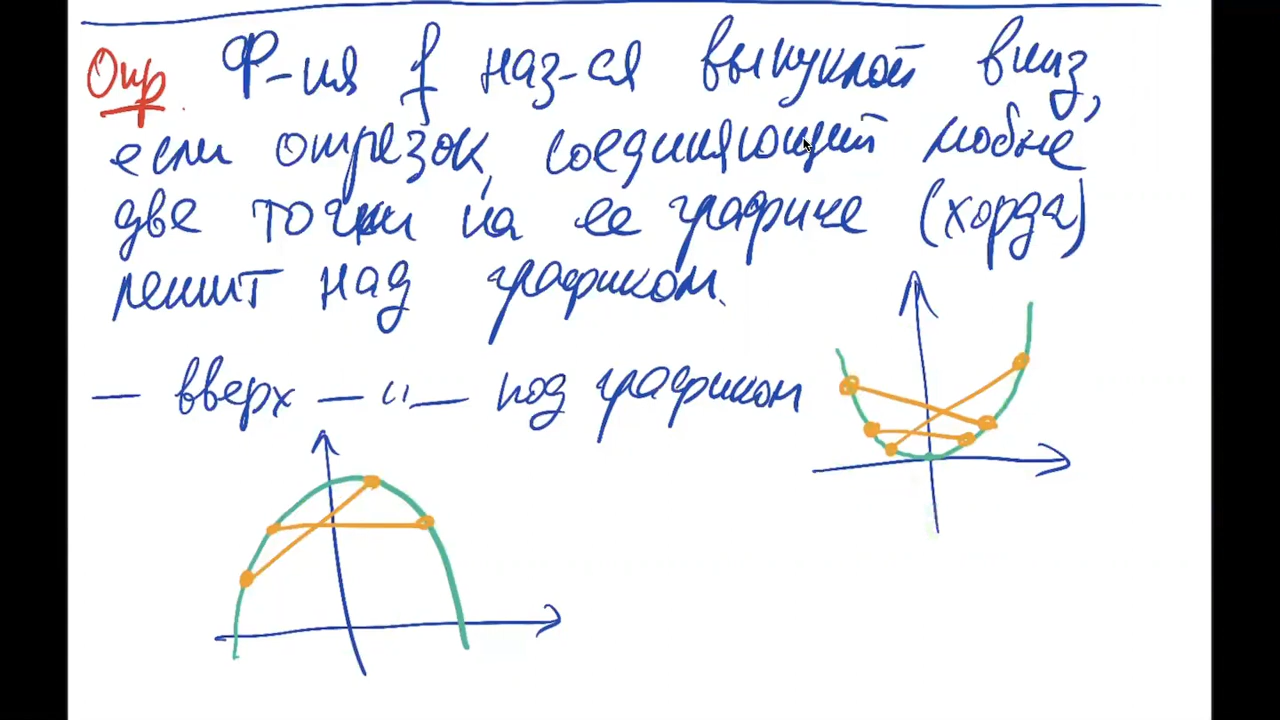 Опр. Ф-ия f наз-ся выпуклой вниз,
если отрезок, соединяющий любые
две точки на ее графике (хорда)
лежит над графиком.
— вверх — " — под графиком